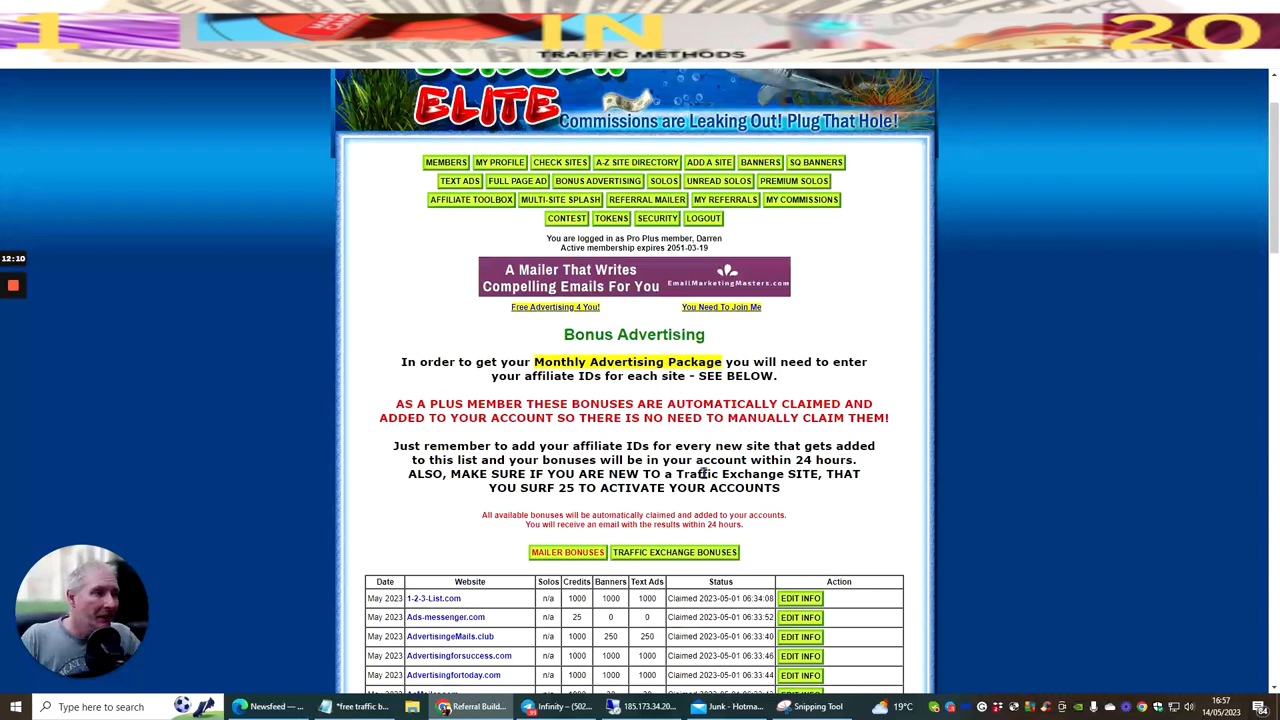 1 IN 20
TRAFFIC METHODS
ELITE
Commissions are Leaking Out! Plug That Hole!
MEMBERS MY PROFILE CHECK SITES A-Z SITE DIRECTORY ADD A SITE BANNERS SQ BANNERS
TEXT ADS FULL PAGE AD BONUS ADVERTISING SOLOS UNREAD SOLOS PREMIUM SOLOS
AFFILIATE TOOLBOX MULTI-SITE SPLASH REFERRAL MAILER MY REFERRALS MY COMMISSIONS
CONTEST TOKENS SECURITY LOGOUT
You are logged in as Pro Plus member, Darren
Active membership expires 2051-03-19
12:10
A Mailer That Writes
Compelling Emails For You EmailMarketingMasters.com
Free Advertising 4 You! You Need To Join Me
Bonus Advertising
In order to get your Monthly Advertising Package you will need to enter
your affiliate IDs for each site - SEE BELOW.
AS A PLUS MEMBER THESE BONUSES ARE AUTOMATICALLY CLAIMED AND
ADDED TO YOUR ACCOUNT SO THERE IS NO NEED TO MANUALLY CLAIM THEM!
Just remember to add your affiliate IDs for every new site that gets added
to this list and your bonuses will be in your account within 24 hours.
ALSO, MAKE SURE IF YOU ARE NEW TO a Traffic Exchange SITE, THAT
YOU SURF 25 TO ACTIVATE YOUR ACCOUNTS
All available bonuses will be automatically claimed and added to your accounts.
You will receive an email with the results within 24 hours.
MAILER BONUSES TRAFFIC EXCHANGE BONUSES
Date Website Solos Credits Banners Text Ads Status Action
May 2023 1-2-3-List.com n/a 1000 1000 1000 Claimed 2023-05-01 06:34:08 EDIT INFO
May 2023 Ads-messenger.com n/a 25 0 0 Claimed 2023-05-01 06:33:52 EDIT INFO
May 2023 AdvertisingeMails.club n/a 1000 250 250 Claimed 2023-05-01 06:33:40 EDIT INFO
May 2023 Advertisingforsuccess.com n/a 1000 1000 1000 Claimed 2023-05-01 06:33:46 EDIT INFO
May 2023 Advertisingfortoday.com n/a 1000 1000 1000 Claimed 2023-05-01 06:33:44 EDIT INFO
Type here to search Newsfeed — ... *free traffic b... Referral Build... Infinity – (502... 185.173.34.20... Junk - Hotma... Snipping Tool 19°C ENG 16:57
14/05/2023